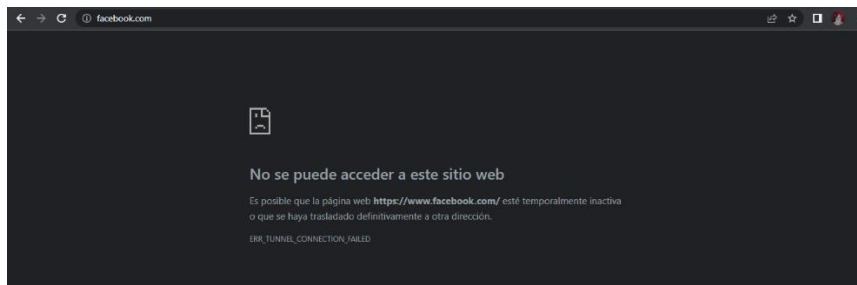 facebook.com
No se puede acceder a este sitio web
Es posible que la página web https://www.facebook.com/ esté temporalmente inactiva
o que se haya trasladado definitivamente a otra dirección.
ERR_TUNNEL_CONNECTION_FAILED